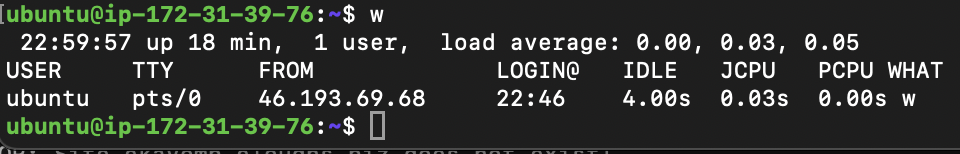 ubuntu@ip-172-31-39-76:~$ w
 22:59:57 up 18 min,  1 user,  load average: 0.00, 0.03, 0.05
USER     TTY      FROM             LOGIN@   IDLE   JCPU   PCPU WHAT
ubuntu   pts/0    46.193.69.68     22:46    4.00s  0.03s  0.00s w
ubuntu@ip-172-31-39-76:~$